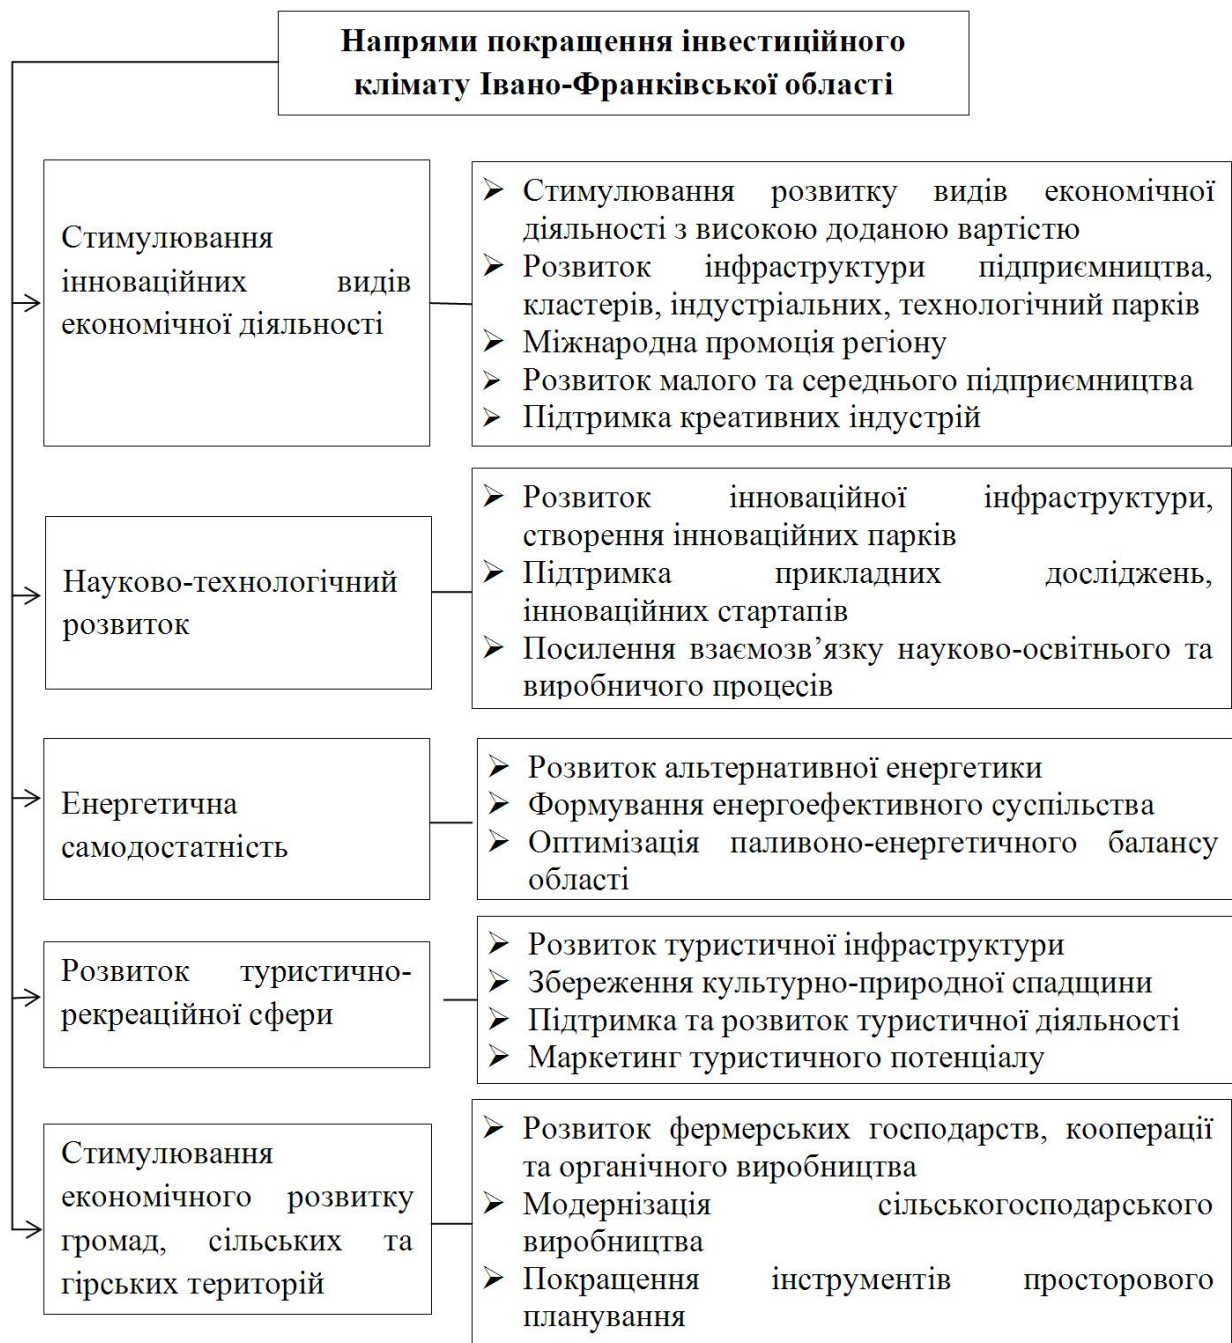 Напрями покращення інвестиційного
клімату Івано-Франківської області
Стимулювання
інноваційних видів
економічної діяльності
➢ Стимулювання розвитку видів економічної
діяльності з високою доданою вартістю
➢ Розвиток інфраструктури підприємництва,
кластерів, індустріальних, технологічний парків
➢ Міжнародна промоція регіону
➢ Розвиток малого та середнього підприємництва
➢ Підтримка креативних індустрій
Науково-технологічний
розвиток
➢ Розвиток інноваційної інфраструктури,
створення інноваційних парків
➢ Підтримка прикладних досліджень,
інноваційних стартапів
➢ Посилення взаємозв’язку науково-освітнього та
виробничого процесів
Енергетична
самодостатність
➢ Розвиток альтернативної енергетики
➢ Формування енергоефективного суспільства
➢ Оптимізація паливоно-енергетичного балансу
області
Розвиток туристично-
рекреаційної сфери
➢ Розвиток туристичної інфраструктури
➢ Збереження культурно-природної спадщини
➢ Підтримка та розвиток туристичної діяльності
➢ Маркетинг туристичного потенціалу
Стимулювання
економічного розвитку
громад, сільських та
гірських територій
➢ Розвиток фермерських господарств, кооперації
та органічного виробництва
➢ Модернізація сільськогосподарського
виробництва
➢ Покращення інструментів просторового
планування